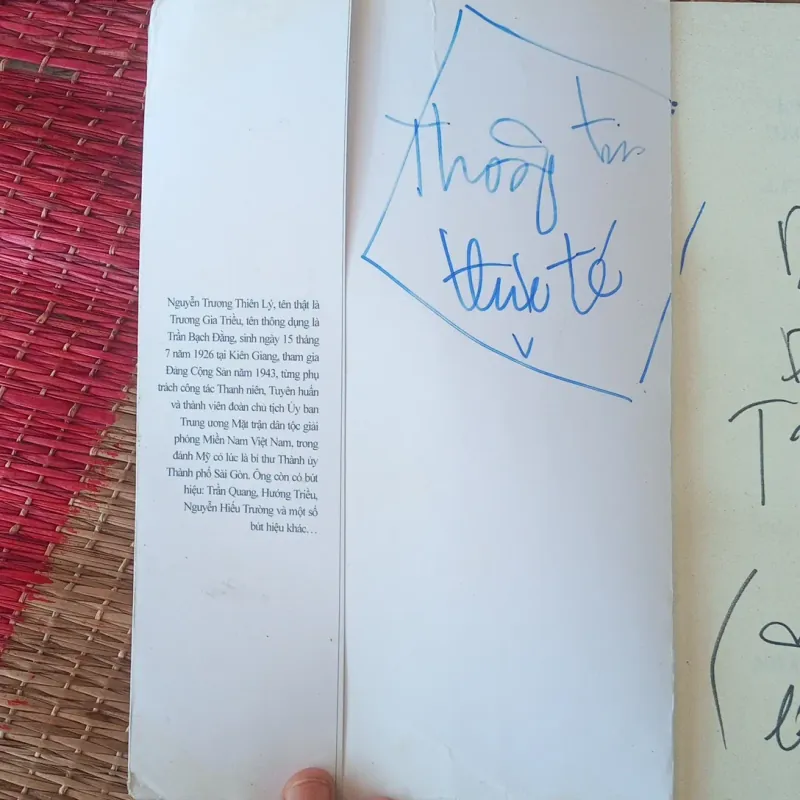 Nguyễn Trương Thiên Lý, tên thật là
Trương Gia Triều, tên thông dụng là
Trần Bạch Đằng, sinh ngày 15 tháng
7 năm 1926 tại Kiên Giang, tham gia
Đảng Cộng Sản năm 1943, từng phụ
trách công tác Thanh niên, Tuyên huấn
và thành viên đoàn chủ tịch Ủy ban
Trung ương Mặt trận dân tộc giải
phóng Miền Nam Việt Nam, trong
đánh Mỹ có lúc là bí thư Thành ủy
Thành phố Sài Gòn. Ông còn có bút
hiệu: Trần Quang, Hướng Triều,
Nguyễn Hiểu Trường và một số
bút hiệu khác…
Thông tin
thực tế